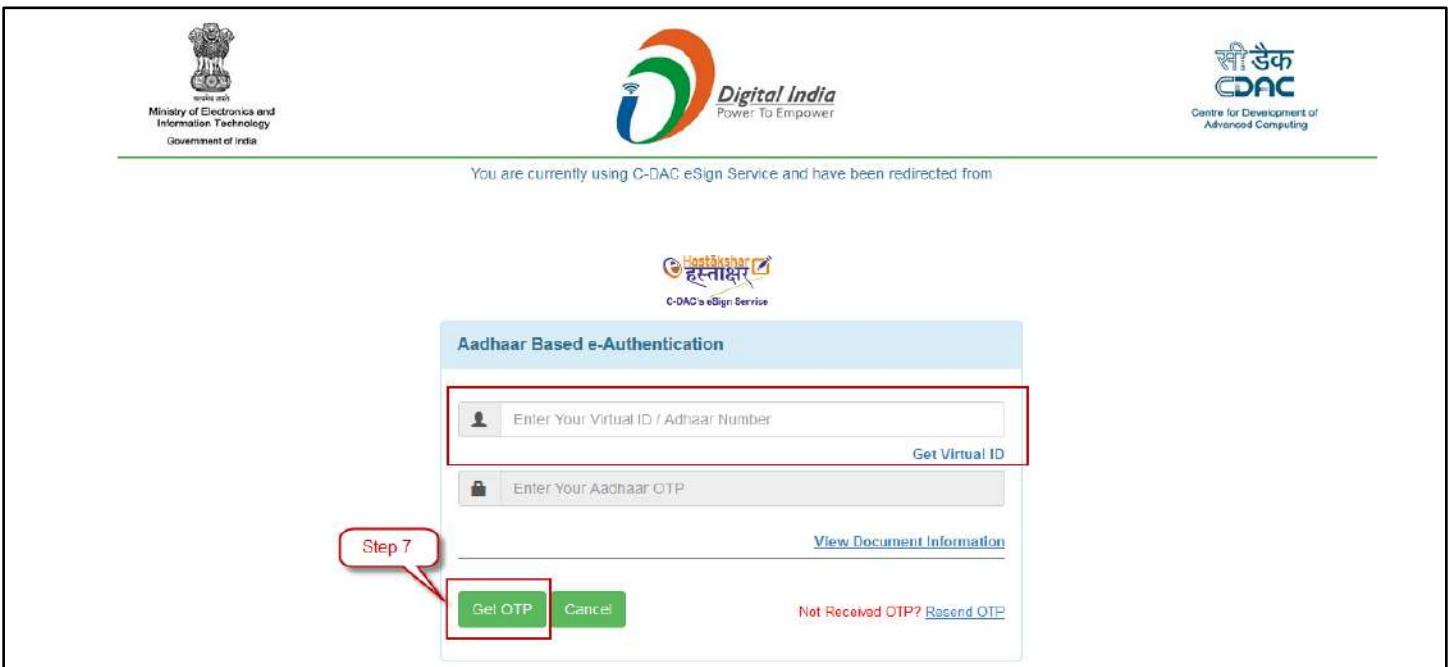 Ministry of Electronics and
Information Technology
Government of India
Digital India
Power To Empower
सी डैक
CDAC
Centre for Development of
Advanced Computing
You are currently using C-DAC eSign Service and have been redirected from
Hastākshar
हस्ताक्षर
C-DAC's eSign Service
Aadhaar Based e-Authentication
Enter Your Virtual ID / Adhaar Number
Get Virtual ID
Enter Your Aadhaar OTP
View Document Information
Step 7
Get OTP
Cancel
Not Received OTP? Resend OTP